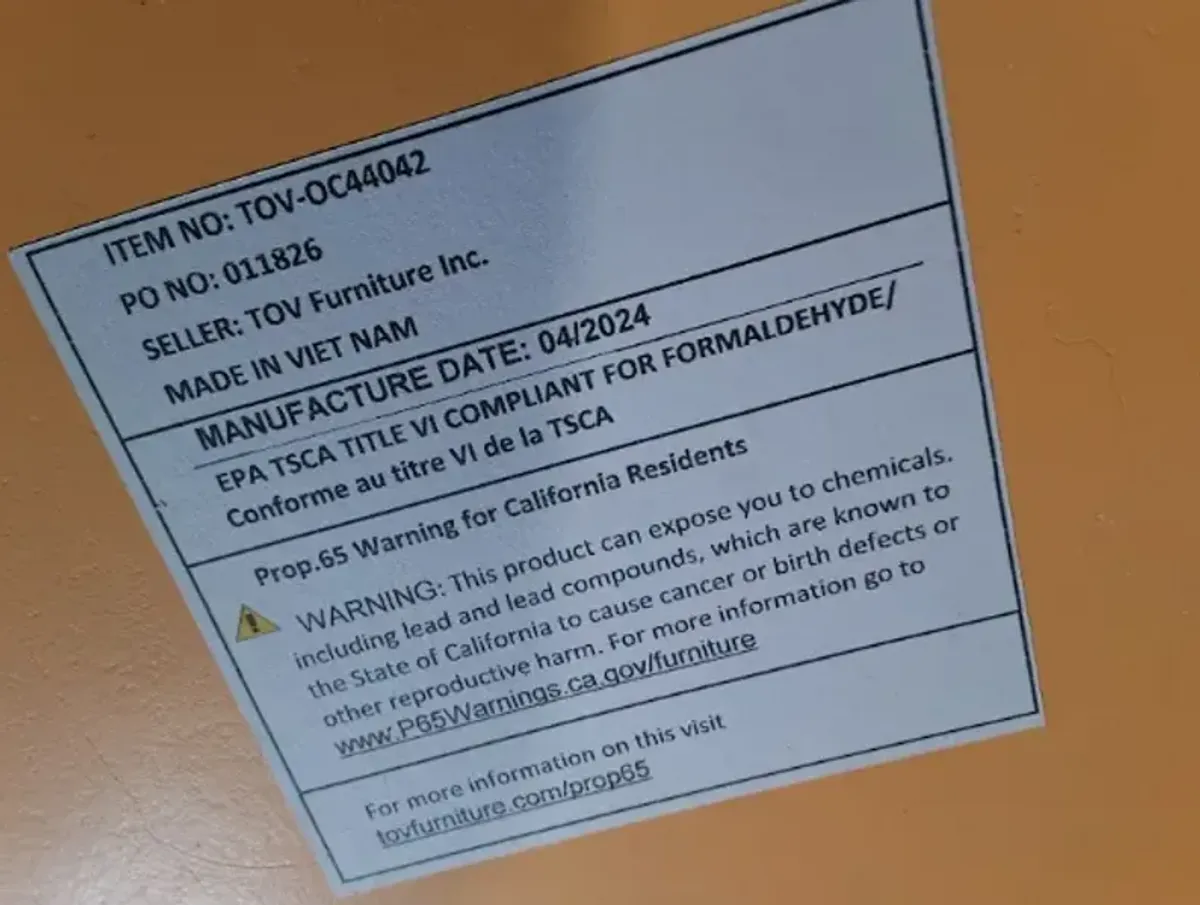 ITEM NO: TOV-OC44042
PO NO: 011826
SELLER: TOV Furniture Inc.
MADE IN VIET NAM
MANUFACTURE DATE: 04/2024
EPA TSCA TITLE VI COMPLIANT FOR FORMALDEHYDE/
Conforme au titre VI de la TSCA
Prop.65 Warning for California Residents
WARNING: This product can expose you to chemicals.
including lead and lead compounds, which are known to
the State of California to cause cancer or birth defects or
other reproductive harm. For more information go to
www.P65Warnings.ca.gov/furniture
For more information on this visit
tovfurniture.com/prop65